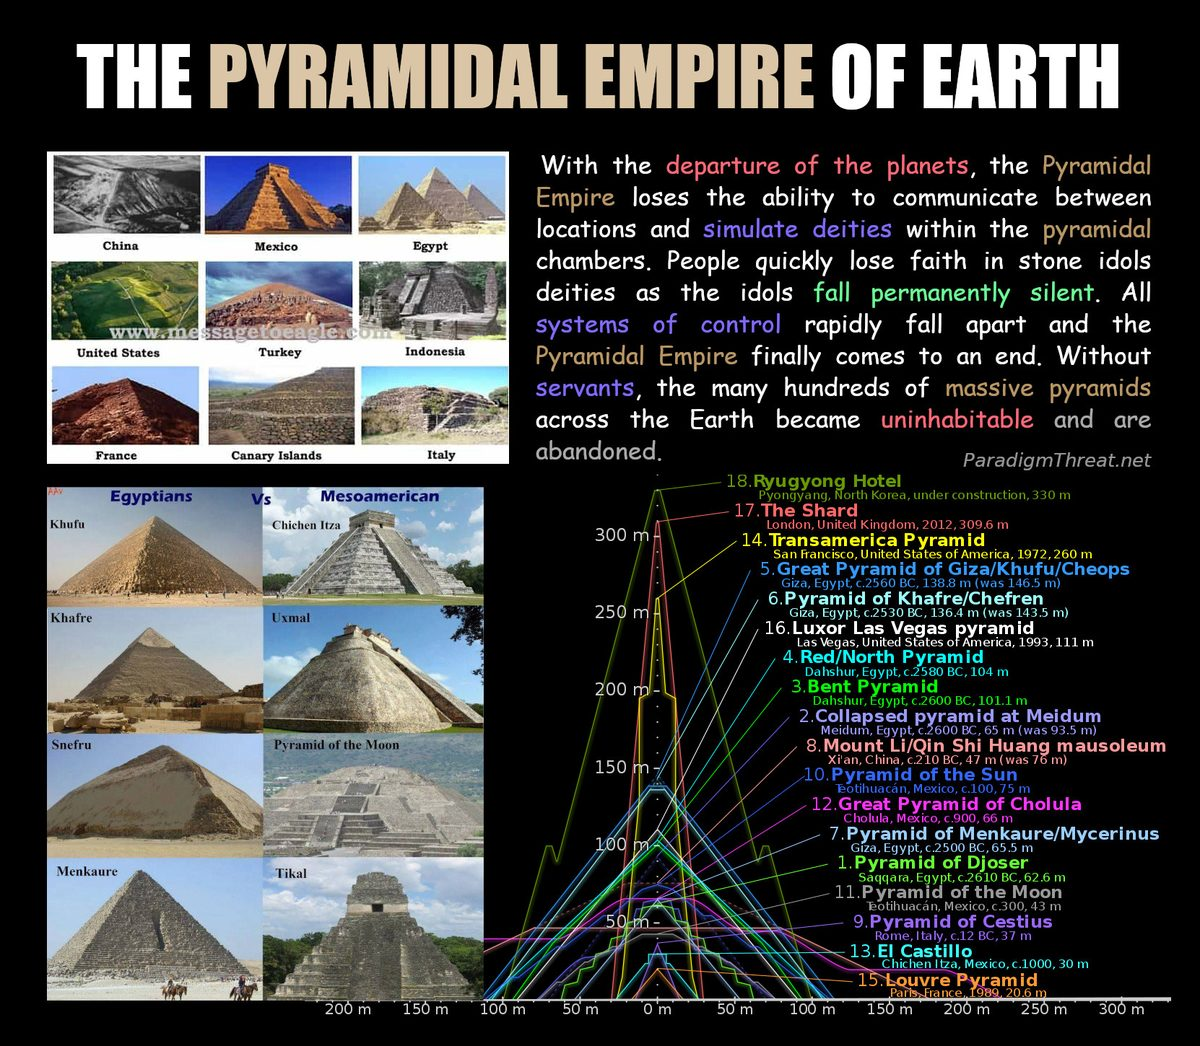 THE PYRAMIDAL EMPIRE OF EARTH
China
Mexico
Egypt
www.messagetoeagle.com
United States
Turkey
Indonesia
France
Canary Islands
Italy
With the departure of the planets, the Pyramidal
Empire loses the ability to communicate between
locations and simulate deities within the pyramidal
chambers. People quickly lose faith in stone idols
deities as the idols fall permanently silent. All
systems of control rapidly fall apart and the
Pyramidal Empire finally comes to an end. Without
servants, the many hundreds of massive pyramids
across the Earth became uninhabitable and are
abandoned.
ParadigmThreat.net
Egyptians Vs Mesoamerican
Khufu
Chichen Itza
Khafre
Uxmal
Snefru
Pyramid of the Moon
Menkaure
Tikal
18.Ryugyong Hotel
Pyongyang, North Korea, under construction, 330 m
17.The Shard
London, United Kingdom, 2012, 309.6 m
14.Transamerica Pyramid
San Francisco, United States of America, 1972, 260 m
5.Great Pyramid of Giza/Khufu/Cheops
Giza, Egypt, c.2560 BC, 138.8 m (was 146.5 m)
6.Pyramid of Khafre/Chefren
Giza, Egypt, c.2530 BC, 136.4 m (was 143.5 m)
16.Luxor Las Vegas pyramid
Las Vegas, United States of America, 1993, 111 m
4.Red/North Pyramid
Dahshur, Egypt, c.2580 BC, 104 m
3.Bent Pyramid
Dahshur, Egypt, c.2600 BC, 101.1 m
2.Collapsed pyramid at Meidum
Meidum, Egypt, c.2600 BC, 65 m (was 93.5 m)
8.Mount Li/Qin Shi Huang mausoleum
Xi'an, China, c.210 BC, 47 m (was 76 m)
10.Pyramid of the Sun
Teotihuacán, Mexico, c.100, 75 m
12.Great Pyramid of Cholula
Cholula, Mexico, c.900, 66 m
7.Pyramid of Menkaure/Mycerinus
Giza, Egypt, c.2500 BC, 65.5 m
1.Pyramid of Djoser
Saqqara, Egypt, c.2610 BC, 62.6 m
11.Pyramid of the Moon
Teotihuacán, Mexico, c.300, 43 m
9.Pyramid of Cestius
Rome, Italy, c.12 BC, 37 m
13.El Castillo
Chichen Itza, Mexico, c.1000, 30 m
15.Louvre Pyramid
Paris, France, 1989, 20.6 m
300 m
250 m
200 m
150 m
100 m
50 m
200 m 150 m 100 m 50 m 0 m 50 m 100 m 150 m 200 m 250 m 300 m